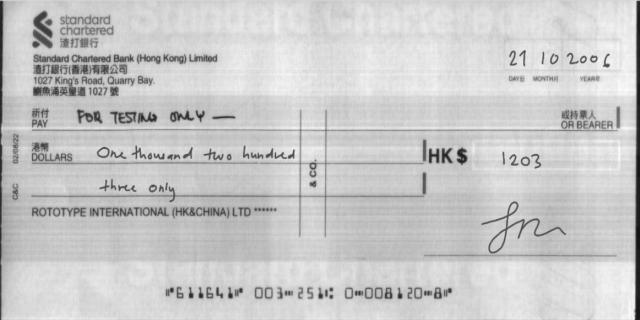 standard
chartered
渣打銀行
Standard Chartered Bank (Hong Kong) Limited
渣打銀行(香港)有限公司
1027 King's Road, Quarry Bay.
鰂魚涌英皇道 1027 號
27 10 2006
DAY日 MONTH月 YEAR年
祈付
PAY FOR TESTING ONLY —
或持票人
OR BEARER
港幣
DOLLARS One thousand two hundred
HK $ 1203
three only
& CO.
C&C 02/08/22
ROTOTYPE INTERNATIONAL (HK&CHINA) LTD ******
⑈611641⑈ 003⑉251⑆ 0⑉008120⑉8⑈